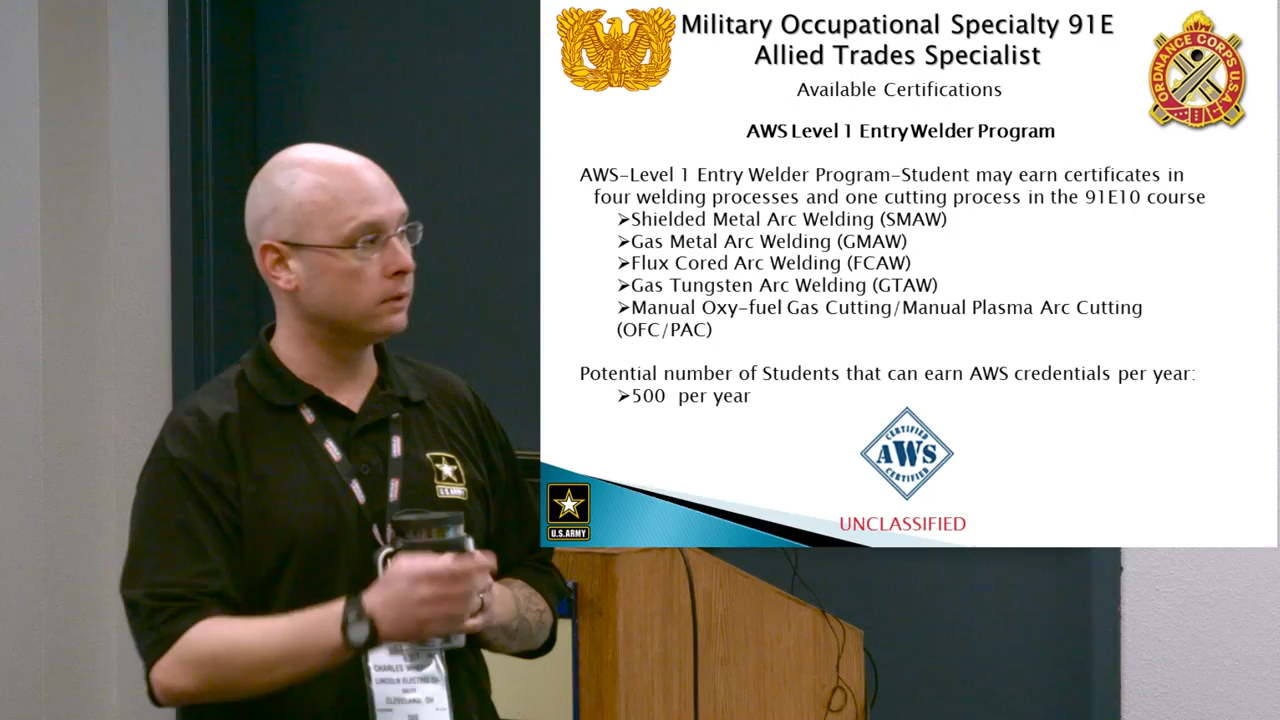 Military Occupational Specialty 91E
Allied Trades Specialist
Available Certifications
AWS Level 1 Entry Welder Program
AWS-Level 1 Entry Welder Program-Student may earn certificates in
four welding processes and one cutting process in the 91E10 course
➢Shielded Metal Arc Welding (SMAW)
➢Gas Metal Arc Welding (GMAW)
➢Flux Cored Arc Welding (FCAW)
➢Gas Tungsten Arc Welding (GTAW)
➢Manual Oxy-fuel Gas Cutting/Manual Plasma Arc Cutting
(OFC/PAC)
Potential number of Students that can earn AWS credentials per year:
➢500 per year
CERTIFIED
AWS
CERTIFIED
UNCLASSIFIED
U.S.ARMY
ORDNANCE CORPS U.S.A.
U.S.ARMY
CHARLES
LINCOLN ELECTRIC
CLEVELAND, OH